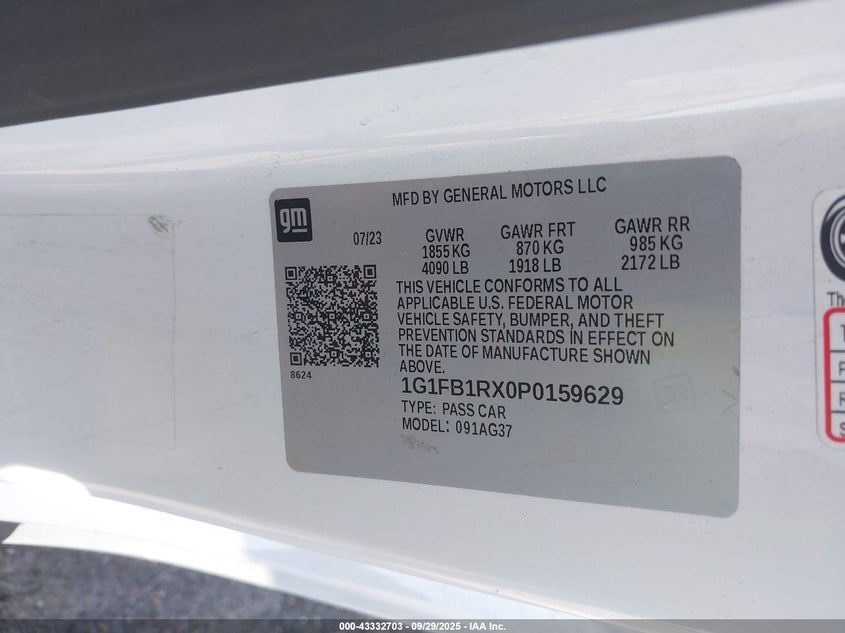 MFD BY GENERAL MOTORS LLC
gm
07/23
GVWR GAWR FRT GAWR RR
1855 KG 870 KG 985 KG
4090 LB 1918 LB 2172 LB
THIS VEHICLE CONFORMS TO ALL
APPLICABLE U.S. FEDERAL MOTOR
VEHICLE SAFETY, BUMPER, AND THEFT
PREVENTION STANDARDS IN EFFECT ON
THE DATE OF MANUFACTURE SHOWN
ABOVE.
8624
1G1FB1RX0P0159629
TYPE: PASS CAR
MODEL: 091AG37
The
T
P
R
S
000-43332703 - 09/29/2025 - IAA Inc.